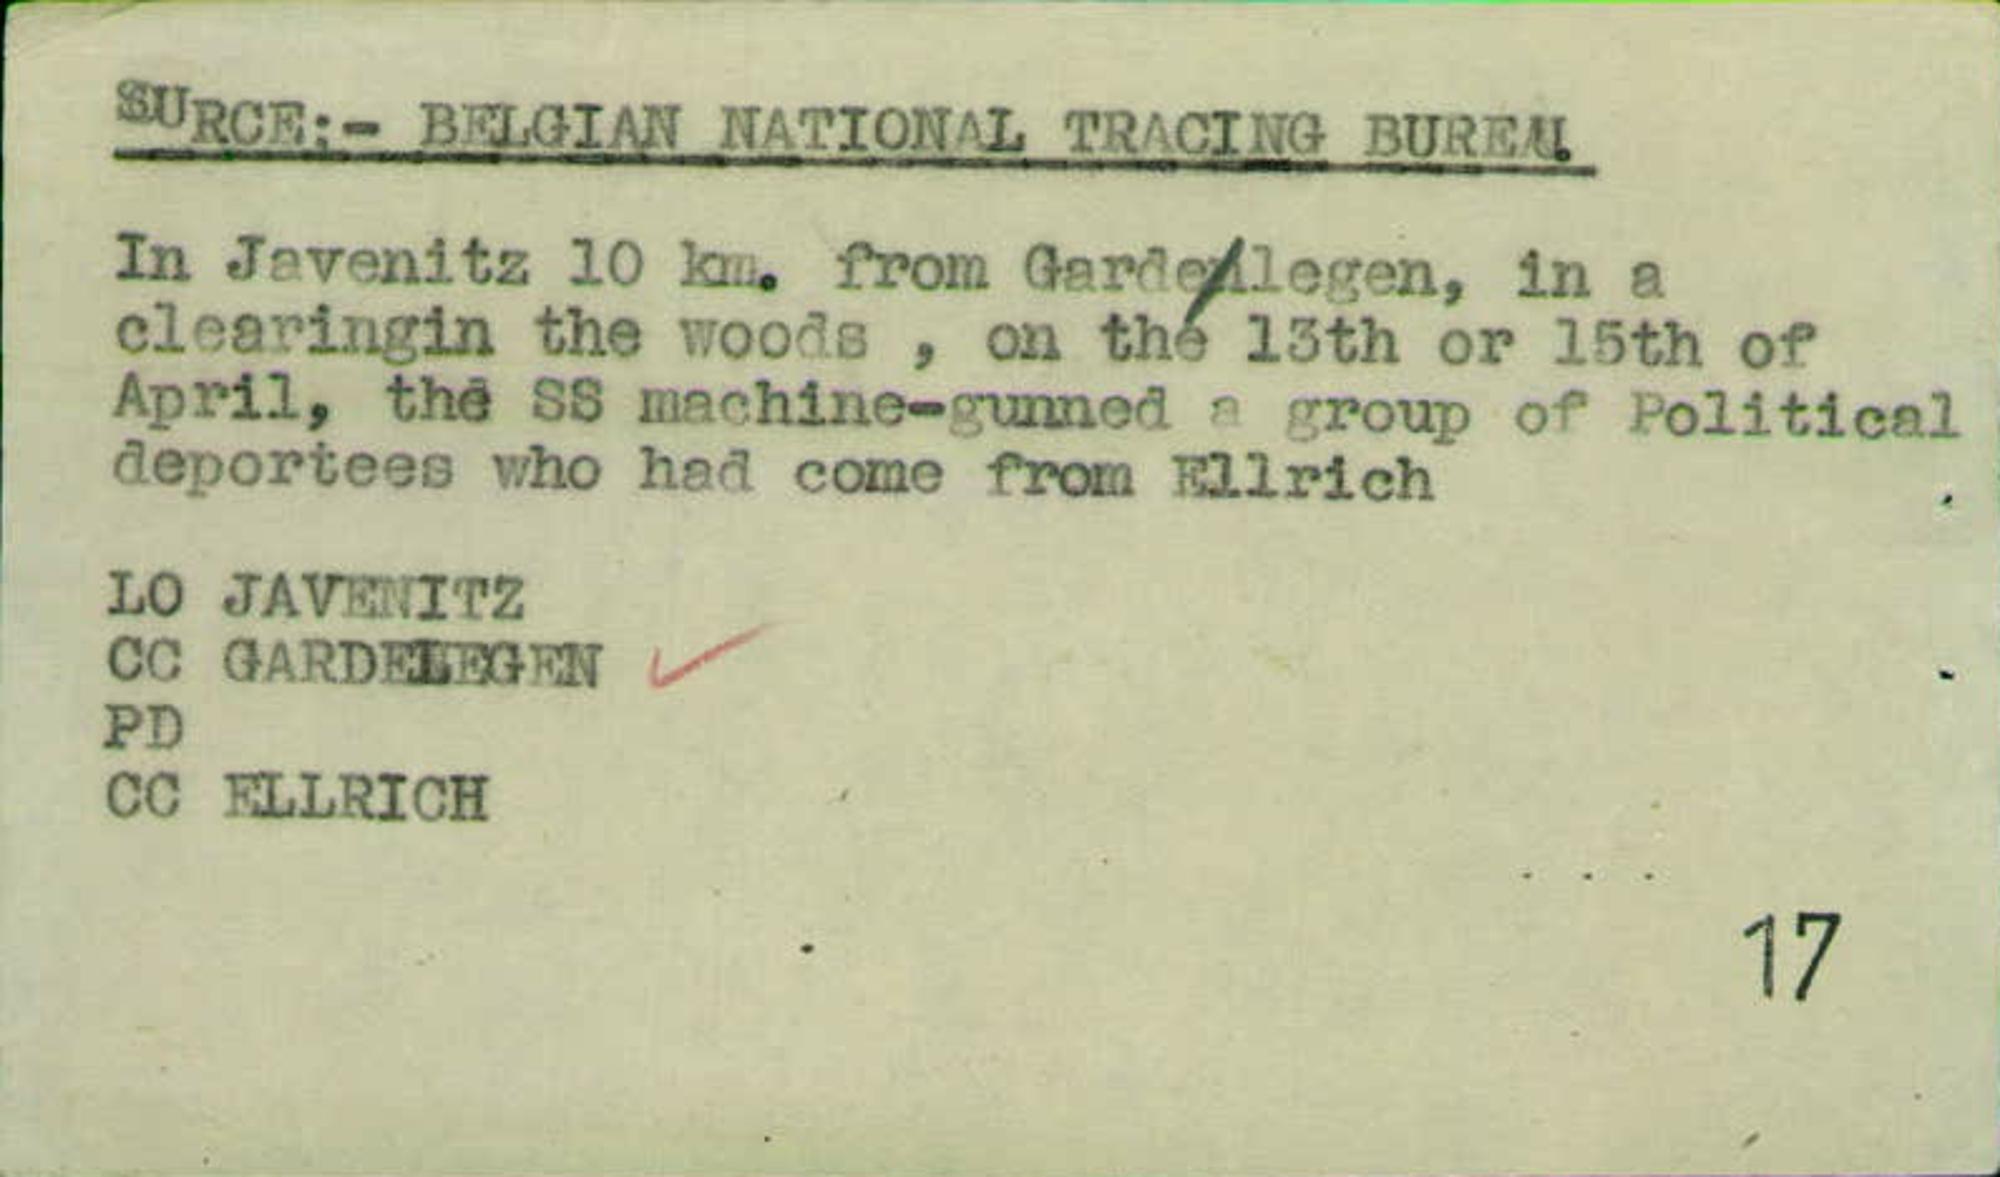 SURCE:- BELGIAN NATIONAL TRACING BUREAU.
In Javenitz 10 km. from Gardenlegen, in a
clearingin the woods , on the 13th or 15th of
April, the SS machine-gunned a group of Political
deportees who had come from Ellrich
LO JAVENITZ
CC GARDELEGEN
PD
CC ELLRICH
17